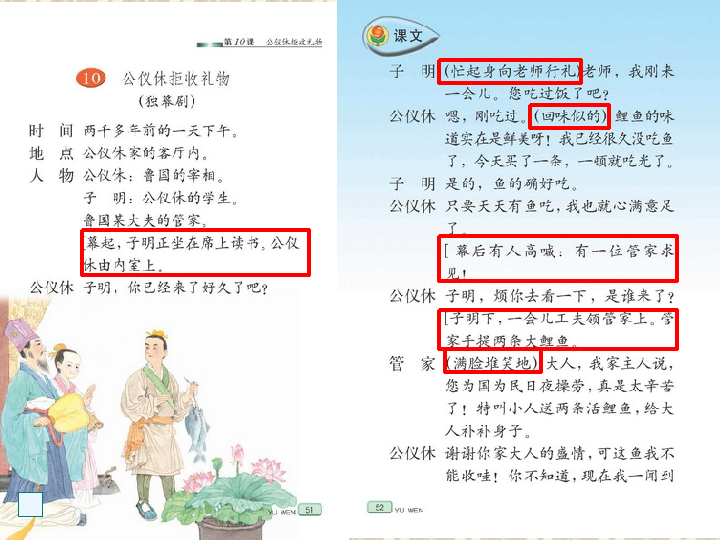 第10课 公仪休拒收礼物
10 公仪休拒收礼物
(独幕剧)
时 间 两千多年前的一天下午。
地 点 公仪休家的客厅内。
人 物 公仪休：鲁国的宰相。
子 明：公仪休的学生。
鲁国某大夫的管家。
[幕起，子明正坐在席上读书。公仪
休由内室上。
公仪休 子明，你已经来了好久了吧？
YU WEN 51
课文
子 明 (忙起身向老师行礼)老师，我刚来
一会儿。您吃过饭了吧？
公仪休 嗯，刚吃过。(回味似的) 鲤鱼的味
道实在是鲜美呀！我已经很久没吃鱼
了，今天买了一条，一顿就吃光了。
子 明 是的，鱼的确好吃。
公仪休 只要天天有鱼吃，我也就心满意足
了。
[ 幕后有人高喊：有一位管家求
见！
公仪休 子明，烦你去看一下，是谁来了？
[子明下，一会儿工夫领管家上。管
家手提两条大鲤鱼。
管 家 (满脸堆笑地) 大人，我家主人说，
您为国为民日夜操劳，真是太辛苦
了！特叫小人送两条活鲤鱼，给大
人补补身子。
公仪休 谢谢你家大人的盛情，可这鱼我不
能收哇！你不知道，现在我一闻到
52 YU WEN